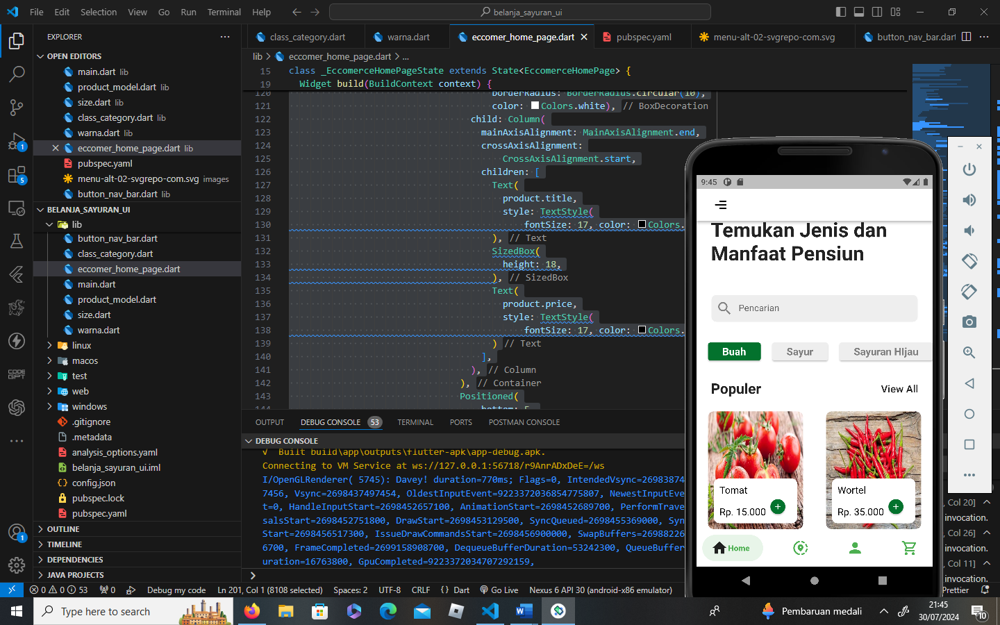 File Edit Selection View Go Run Terminal Help
belanja_sayuran_ui
EXPLORER
OPEN EDITORS
main.dart lib
product_model.dart lib
size.dart lib
class_category.dart lib
warna.dart lib
eccomer_home_page.dart lib
pubspec.yaml
menu-alt-02-svgrepo-com.svg images
button_nav_bar.dart lib
BELANJA_SAYURAN_UI
lib
button_nav_bar.dart
class_category.dart
eccomer_home_page.dart
main.dart
product_model.dart
size.dart
warna.dart
linux
macos
test
web
windows
.gitignore
.metadata
analysis_options.yaml
belanja_sayuran_ui.iml
config.json
pubspec.lock
pubspec.yaml
OUTLINE
TIMELINE
DEPENDENCIES
JAVA PROJECTS
1
5
CODE
GPT
1
class_category.dart warna.dart eccomer_home_page.dart pubspec.yaml menu-alt-02-svgrepo-com.svg button_nav_bar.dart
lib > eccomer_home_page.dart > ...
15 class _EccomerceHomePageState extends State<EccomerceHomePage> {
19 Widget build(BuildContext context) {
120 borderRadius: BorderRadius.circular(10),
121 color: Colors.white), // BoxDecoration
122 child: Column(
123 mainAxisAlignment: MainAxisAlignment.end,
124 crossAxisAlignment:
125 CrossAxisAlignment.start,
126 children: [
127 Text(
128 product.title,
129 style: TextStyle(
130 fontSize: 17, color: Colors.
131 ), // Text
132 SizedBox(
133 height: 18,
134 ), // SizedBox
135 Text(
136 product.price,
137 style: TextStyle(
138 fontSize: 17, color: Colors.
139 ) // Text
140 ],
141 ), // Column
142 ), // Container
143 Positioned(
144 bottom: 5,
OUTPUT DEBUG CONSOLE 53 TERMINAL PORTS POSTMAN CONSOLE
DEBUG CONSOLE
√ Built build\app\outputs\flutter-apk\app-debug.apk.
Connecting to VM Service at ws://127.0.0.1:56718/r9AnrADxDeE=/ws
I/OpenGLRenderer( 5745): Davey! duration=770ms; Flags=0, IntendedVsync=26983874
7456, Vsync=2698437497454, OldestInputEvent=9223372036854775807, NewestInputEve
t=0, HandleInputStart=2698452657100, AnimationStart=2698452689700, PerformTrave
salsStart=2698452751800, DrawStart=2698453129500, SyncQueued=2698455369000, Syn
Start=2698456517300, IssueDrawCommandsStart=2698456900000, SwapBuffers=26988226
6700, FrameCompleted=2699158908700, DequeueBufferDuration=53242300, QueueBuffer
uration=16763800, GpuCompleted=9223372034707292159,
9:45
Temukan Jenis dan
Manfaat Pensiun
Pencarian
Buah Sayur Sayuran HIjau
Populer View All
Tomat
Rp. 15.000
Wortel
Rp. 35.000
Home
, Col 20]
invocation.
, Col 26]
invocation.
, Col 11]
invocation.
0 0 53 0 Debug my code Ln 201, Col 1 (8108 selected) Spaces: 2 UTF-8 CRLF {} Dart Go Live Nexus 6 API 30 (android-x86 emulator) Prettier
Type here to search
Pembaruan medali
21:45
30/07/2024
10